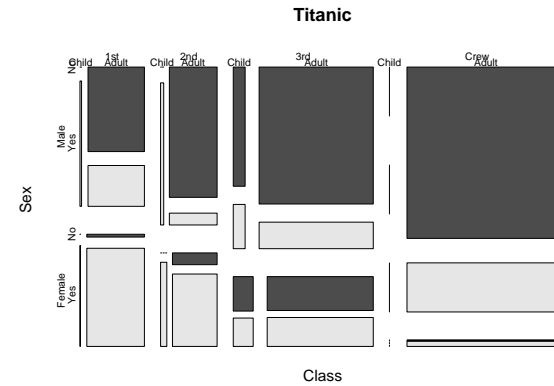 Titanic
1st 2nd 3rd Crew
Child Adult Child Adult Child Adult Child Adult
Sex
Male
No
Yes
Female
No
Yes
Class